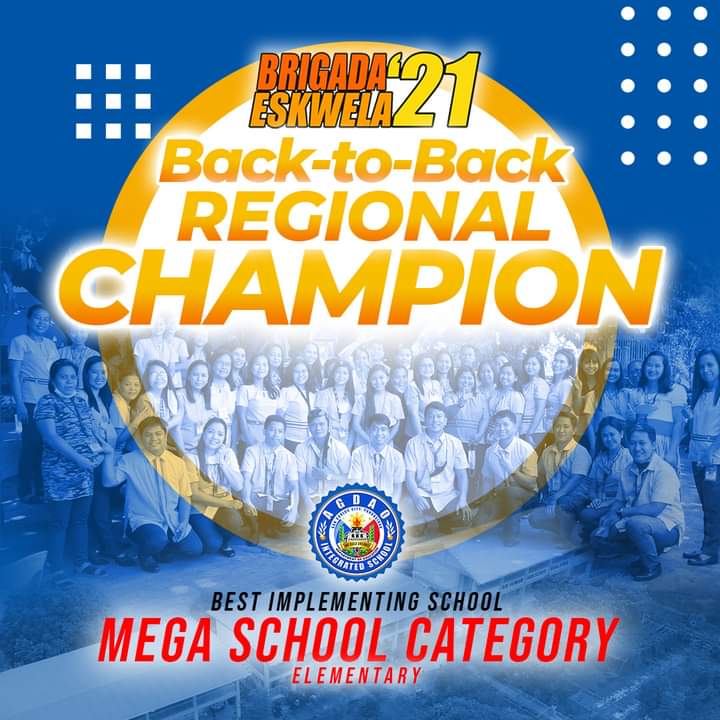 BRIGADA
ESKWELA '21
Back-to-Back
REGIONAL
CHAMPION
AGDAO
INTEGRATED SCHOOL
BEST IMPLEMENTING SCHOOL
MEGA SCHOOL CATEGORY
ELEMENTARY